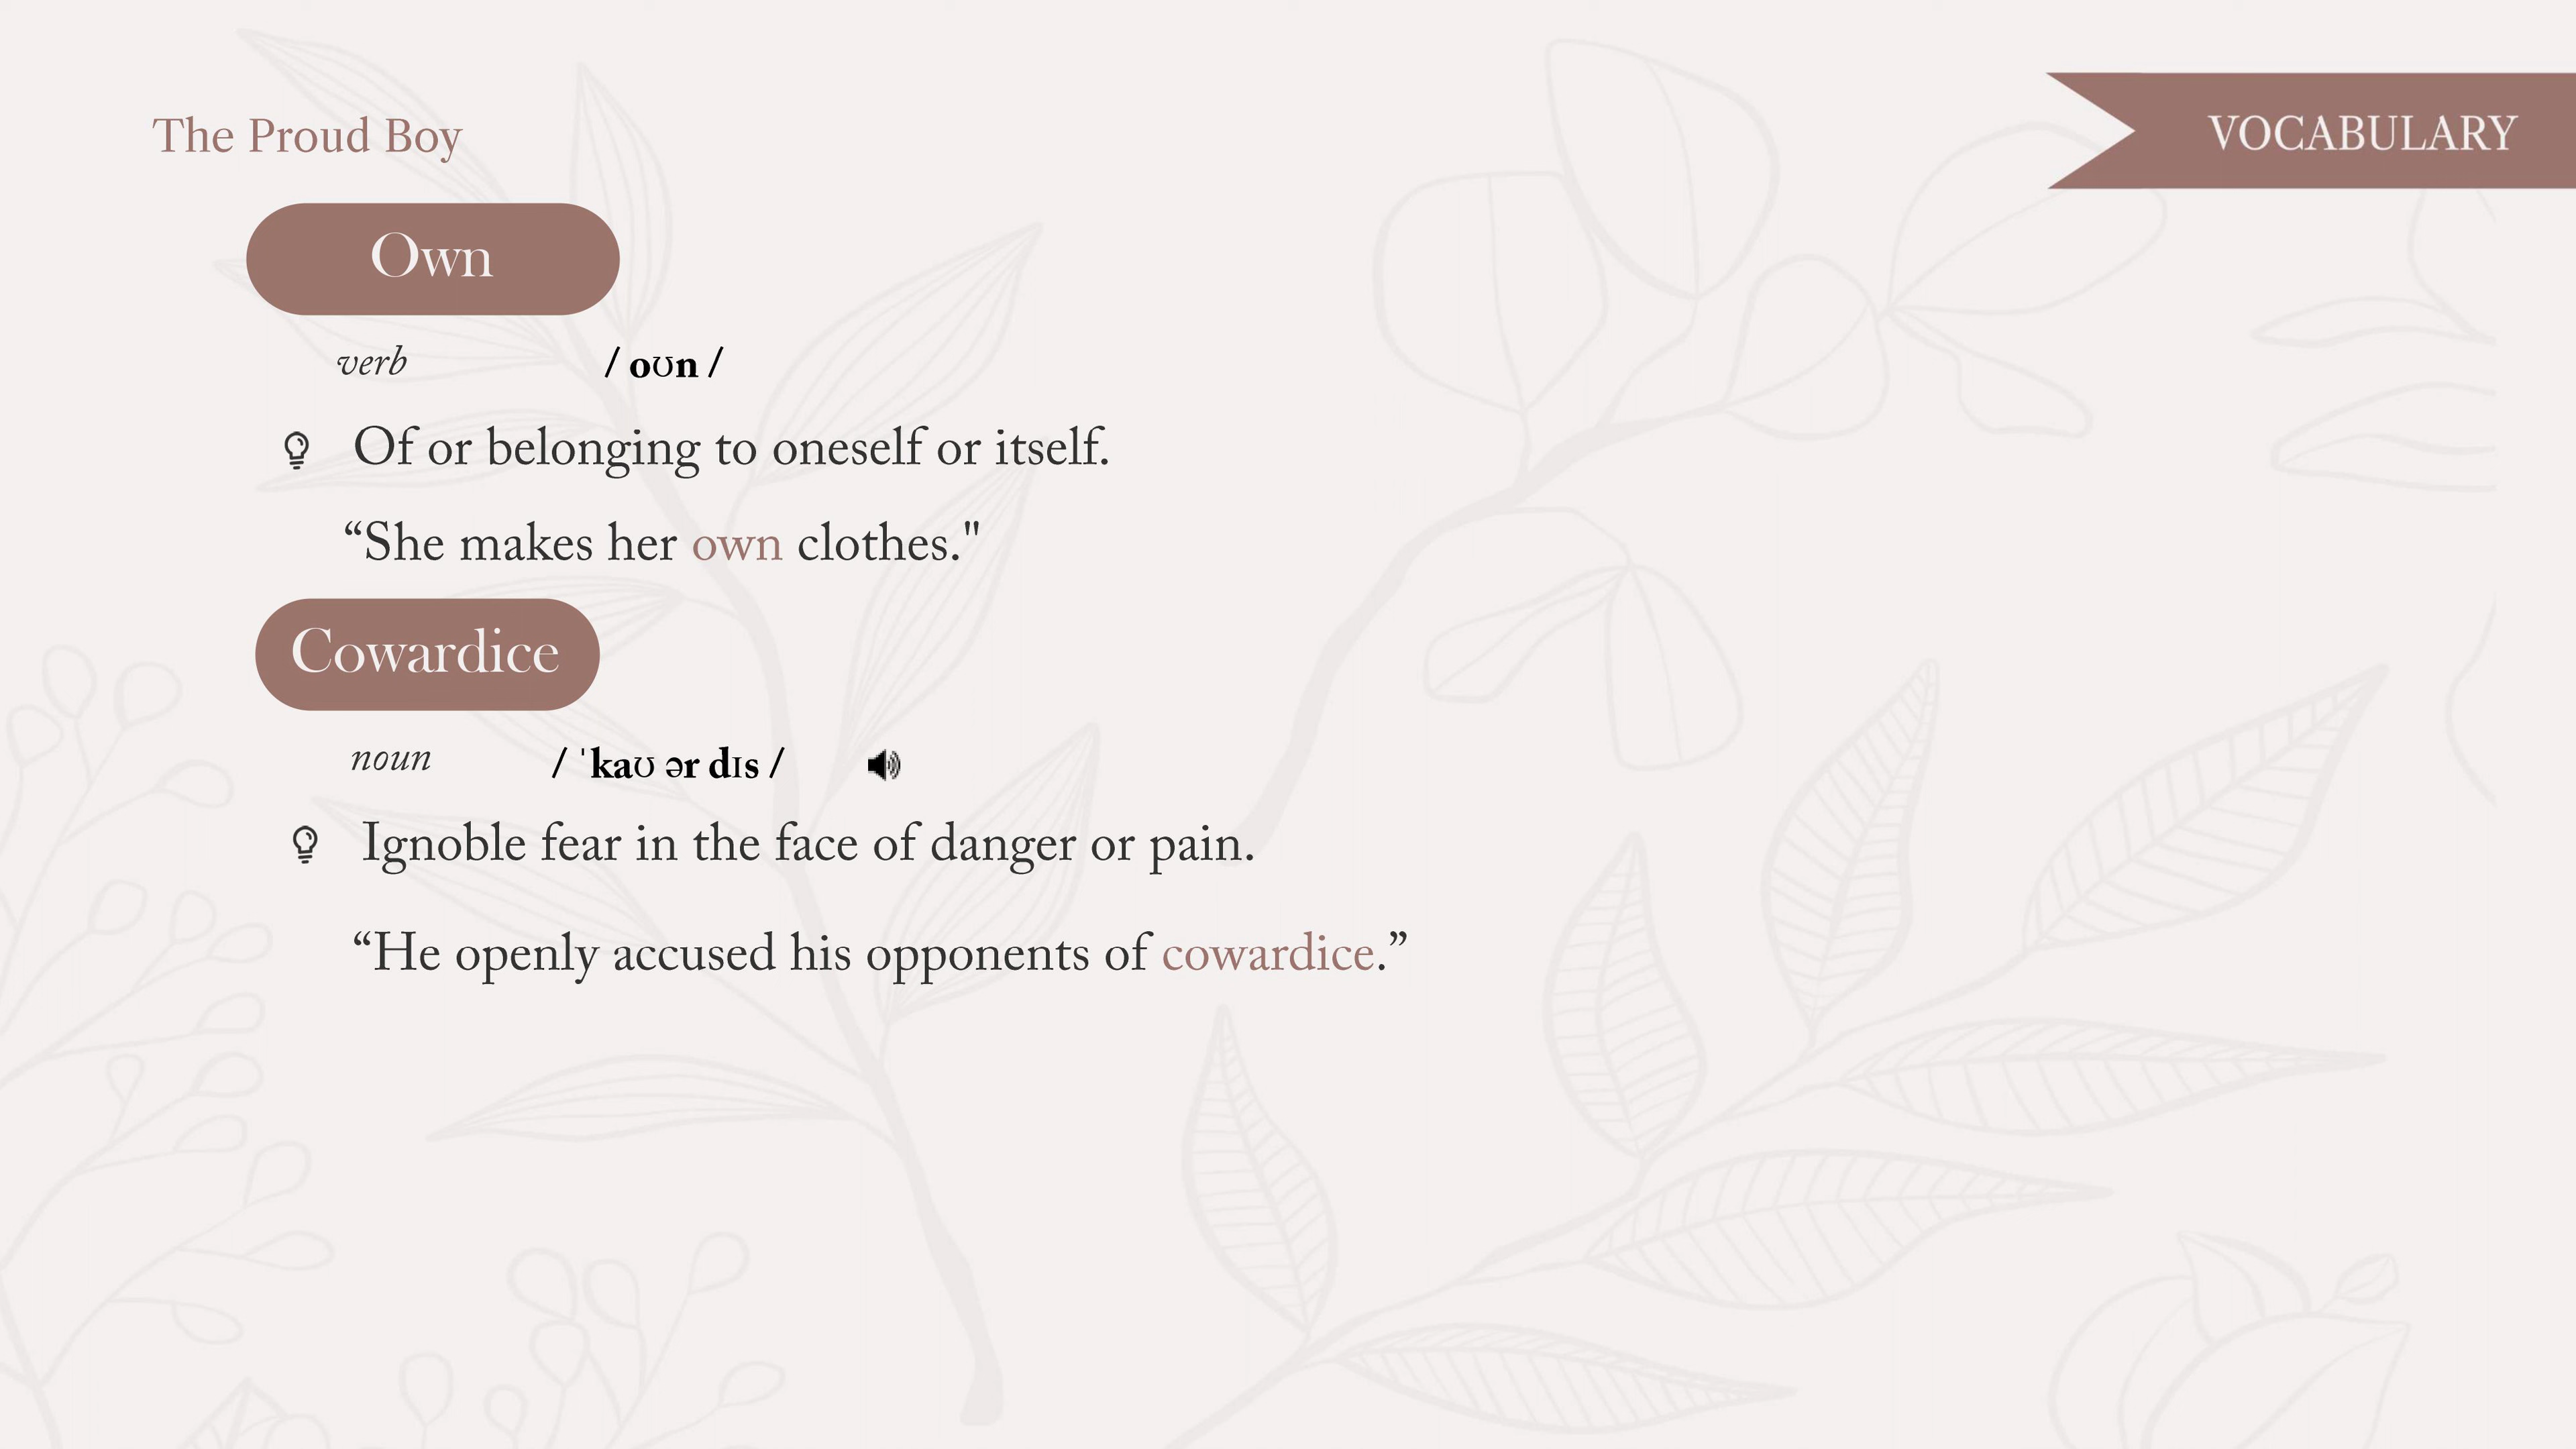 The Proud Boy
VOCABULARY
Own
verb / oʊn /
Of or belonging to oneself or itself.
“She makes her own clothes."
Cowardice
noun / ˈkaʊ ər dɪs /
Ignoble fear in the face of danger or pain.
“He openly accused his opponents of cowardice.”